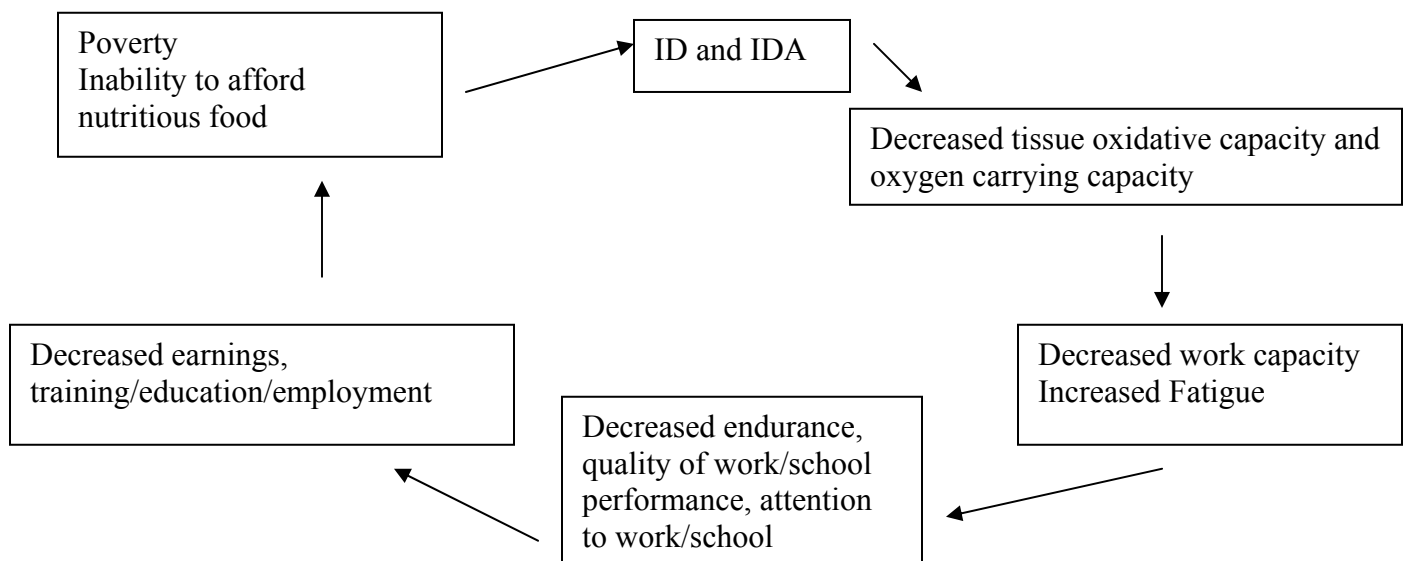 Poverty
Inability to afford
nutritious food
ID and IDA
Decreased tissue oxidative capacity and
oxygen carrying capacity
Decreased work capacity
Increased Fatigue
Decreased endurance,
quality of work/school
performance, attention
to work/school
Decreased earnings,
training/education/employment